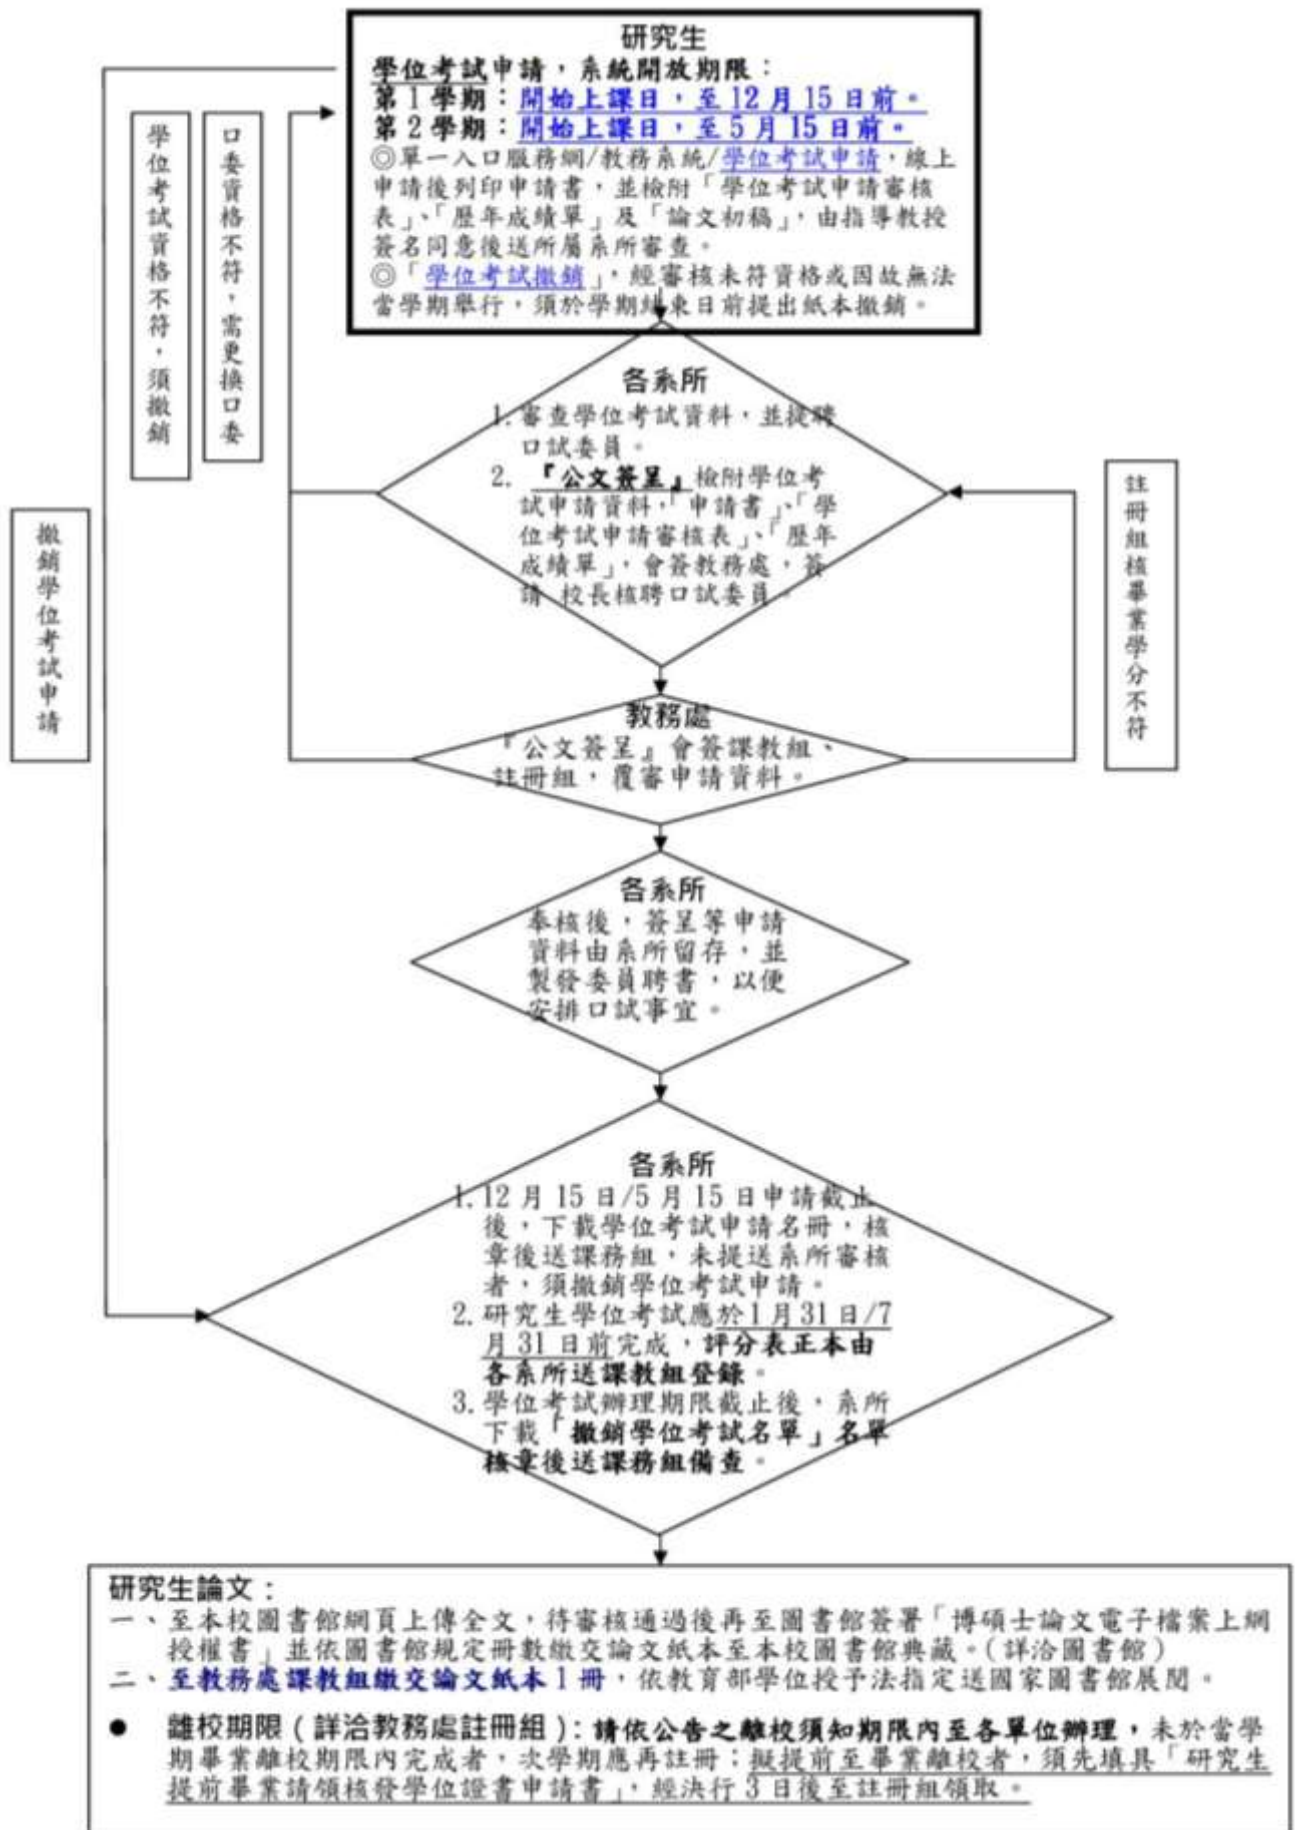 研究生
學位考試申請，系統開放期限：
第1學期：開始上課日，至12月15日前。
第2學期：開始上課日，至5月15日前。
◎單一入口服務網/教務系統/學位考試申請，線上
申請後列印申請書，並檢附「學位考試申請審核
表」、「歷年成績單」及「論文初稿」，由指導教授
簽名同意後送所屬系所審查。
◎「學位考試撤銷」，經審核未符資格或因故無法
當學期舉行，須於學期結束日前提出紙本撤銷。
學位考試資格不符，須撤銷
口委資格不符，需更換口委
撤銷學位考試申請
各系所
1. 審查學位考試資料，並提聘
口試委員。
2. 『公文簽呈』檢附學位考
試申請資料，「申請書」、「學
位考試申請審核表」、「歷年
成績單」，會簽教務處，簽
請 校長核聘口試委員。
註冊組核畢業學分不符
教務處
『公文簽呈』會簽課教組、
註冊組，覆審申請資料。
各系所
奉核後，簽呈等申請
資料由系所留存，並
製發委員聘書，以便
安排口試事宜。
各系所
1. 12月15日/5月15日申請截止
後，下載學位考試申請名冊，核
章後送課務組，未提送系所審核
者，須撤銷學位考試申請。
2. 研究生學位考試應於1月31日/7
月31日前完成，評分表正本由
各系所送課教組登錄。
3. 學位考試辦理期限截止後，系所
下載「撤銷學位考試名單」名單
核章後送課務組備查。
研究生論文：
一、至本校圖書館網頁上傳全文，待審核通過後再至圖書館簽署「博碩士論文電子檔案上網
授權書」並依圖書館規定冊數繳交論文紙本至本校圖書館典藏。(詳洽圖書館)
二、至教務處課教組繳交論文紙本1冊，依教育部學位授予法指定送國家圖書館展閱。
● 離校期限（詳洽教務處註冊組）：請依公告之離校須知期限內至各單位辦理，未於當學
期畢業離校期限內完成者，次學期應再註冊；擬提前至畢業離校者，須先填具「研究生
提前畢業請領核發學位證書申請書」，經決行3日後至註冊組領取。